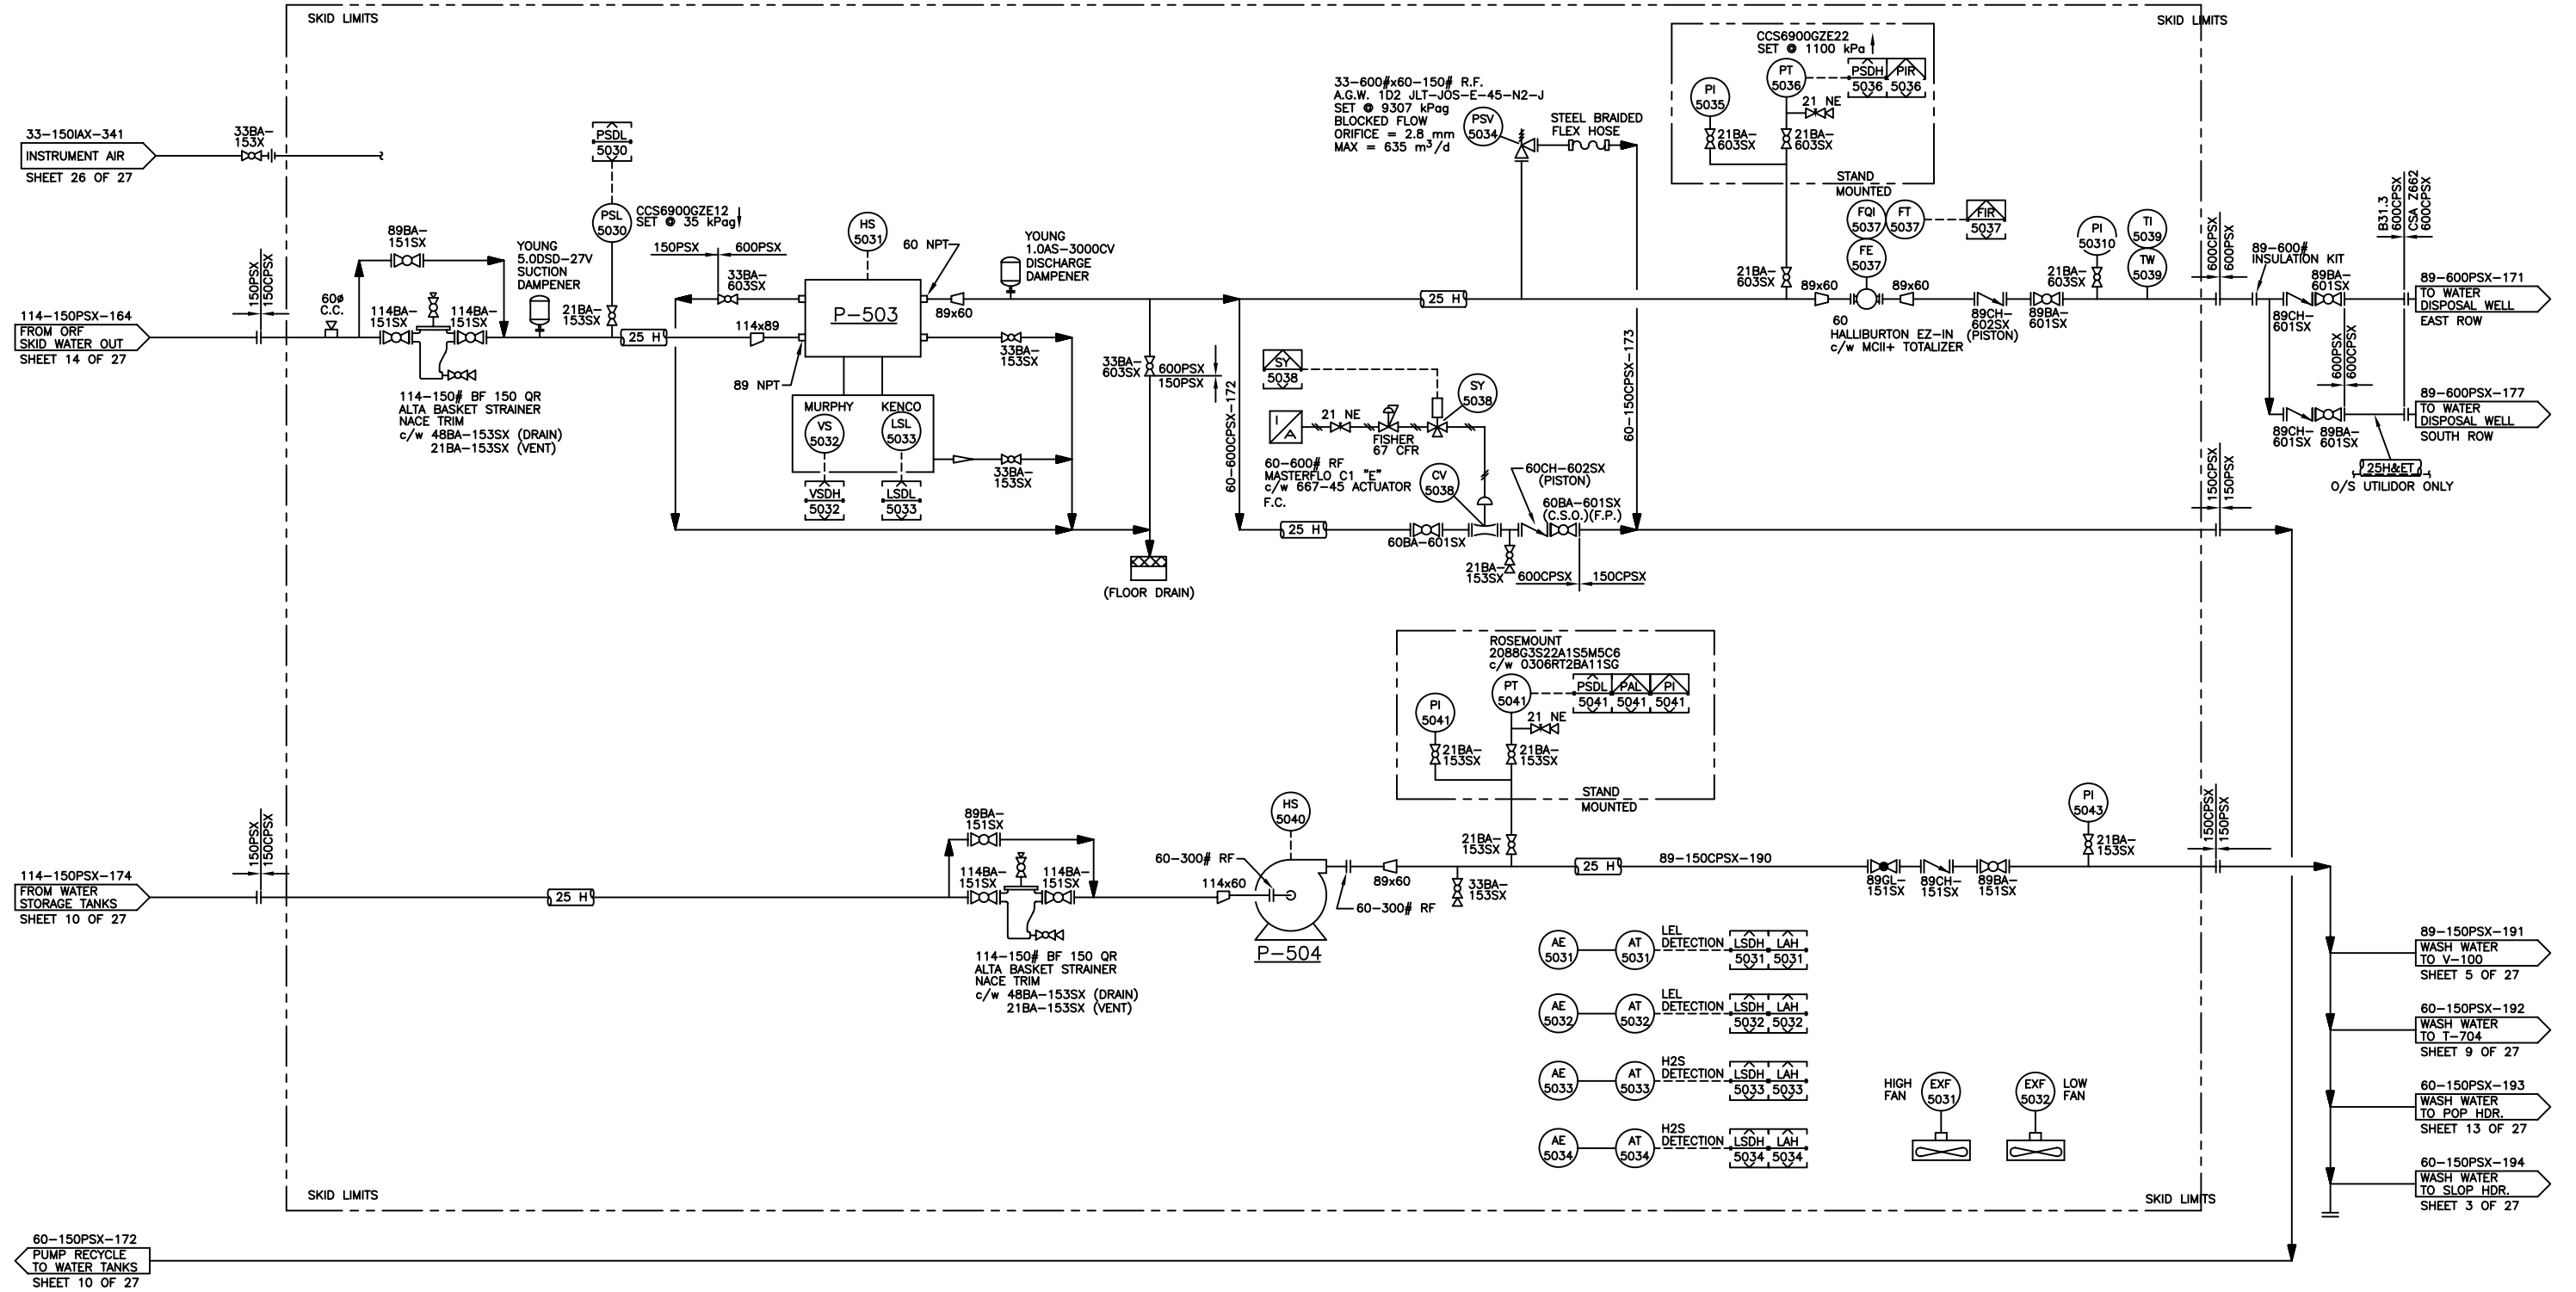 SKID LIMITS
SKID LIMITS
33-150IAX-341
INSTRUMENT AIR
SHEET 26 OF 27
33BA-
153X
150PSX
150CPSX
114-150PSX-164
FROM ORF
SKID WATER OUT
SHEET 14 OF 27
60ø
C.C.
89BA-
151SX
114BA-
151SX
114BA-
151SX
114-150# BF 150 QR
ALTA BASKET STRAINER
NACE TRIM
c/w 48BA-153SX (DRAIN)
21BA-153SX (VENT)
YOUNG
5.0DSD-27V
SUCTION
DAMPENER
PSDL
5030
PSL
5030
CCS6900GZE12
SET @ 35 kPag
21BA-
153SX
25 H
150PSX
600PSX
33BA-
603SX
114x89
89 NPT
HS
5031
P-503
60 NPT
89x60
YOUNG
1.0AS-3000CV
DISCHARGE
DAMPENER
33BA-
153SX
MURPHY
KENCO
VS
5032
LSL
5033
VSDH
5032
LSDL
5033
33BA-
153SX
33BA-
603SX
600PSX
150PSX
(FLOOR DRAIN)
60-600CPSX-172
33-600#x60-150# R.F.
A.G.W. 1D2 JLT-JOS-E-45-N2-J
SET @ 9307 kPag
BLOCKED FLOW
ORIFICE = 2.8 mm
MAX = 635 m³/d
PSV
5034
STEEL BRAIDED
FLEX HOSE
25 H
60-150CPSX-173
SY
5038
SY
5038
I
A
21 NE
FISHER
67 CFR
60-600# RF
MASTERFLO C1 "E"
c/w 667-45 ACTUATOR
F.C.
CV
5038
60CH-602SX
(PISTON)
60BA-601SX
(C.S.O.)(F.P.)
25 H
60BA-601SX
21BA-
153SX
600CPSX
150CPSX
CCS6900GZE22
SET @ 1100 kPa
PI
5035
PT
5036
PSDH
5036
PIR
5036
21 NE
21BA-
603SX
21BA-
603SX
STAND
MOUNTED
21BA-
603SX
FQI
5037
FT
5037
FIR
5037
FE
5037
89x60
89x60
60
HALLIBURTON EZ-IN
c/w MCII+ TOTALIZER
89CH-
602SX
(PISTON)
89BA-
601SX
PI
50310
21BA-
603SX
TI
5039
TW
5039
600CPSX
600PSX
89-600#
INSULATION KIT
89BA-
601SX
89CH-
601SX
B31.3
600CPSX
CSA Z662
600CPSX
89-600PSX-171
TO WATER
DISPOSAL WELL
EAST ROW
600PSX
600CPSX
89-600PSX-177
TO WATER
DISPOSAL WELL
SOUTH ROW
89CH-
601SX
89BA-
601SX
25H&ET
O/S UTILIDOR ONLY
150CPSX
150PSX
ROSEMOUNT
2088G3S22A1S5M5C6
c/w 0306RT2BA11SG
PI
5041
PT
5041
PSDL
5041
PAL
5041
PI
5041
21 NE
21BA-
153SX
21BA-
153SX
STAND
MOUNTED
150PSX
150CPSX
114-150PSX-174
FROM WATER
STORAGE TANKS
SHEET 10 OF 27
25 H
89BA-
151SX
114BA-
151SX
114BA-
151SX
114-150# BF 150 QR
ALTA BASKET STRAINER
NACE TRIM
c/w 48BA-153SX (DRAIN)
21BA-153SX (VENT)
114x60
60-300# RF
HS
5040
P-504
60-300# RF
89x60
33BA-
153SX
21BA-
153SX
25 H
89-150CPSX-190
89GL-
151SX
89CH-
151SX
89BA-
151SX
PI
5043
21BA-
153SX
150CPSX
150PSX
AE
5031
AT
5031
LEL
DETECTION
LSDH
5031
LAH
5031
AE
5032
AT
5032
LEL
DETECTION
LSDH
5032
LAH
5032
AE
5033
AT
5033
H2S
DETECTION
LSDH
5033
LAH
5033
AE
5034
AT
5034
H2S
DETECTION
LSDH
5034
LAH
5034
HIGH
FAN
EXF
5031
EXF
5032
LOW
FAN
89-150PSX-191
WASH WATER
TO V-100
SHEET 5 OF 27
60-150PSX-192
WASH WATER
TO T-704
SHEET 9 OF 27
60-150PSX-193
WASH WATER
TO POP HDR.
SHEET 13 OF 27
60-150PSX-194
WASH WATER
TO SLOP HDR.
SHEET 3 OF 27
SKID LIMITS
SKID LIMITS
60-150PSX-172
PUMP RECYCLE
TO WATER TANKS
SHEET 10 OF 27